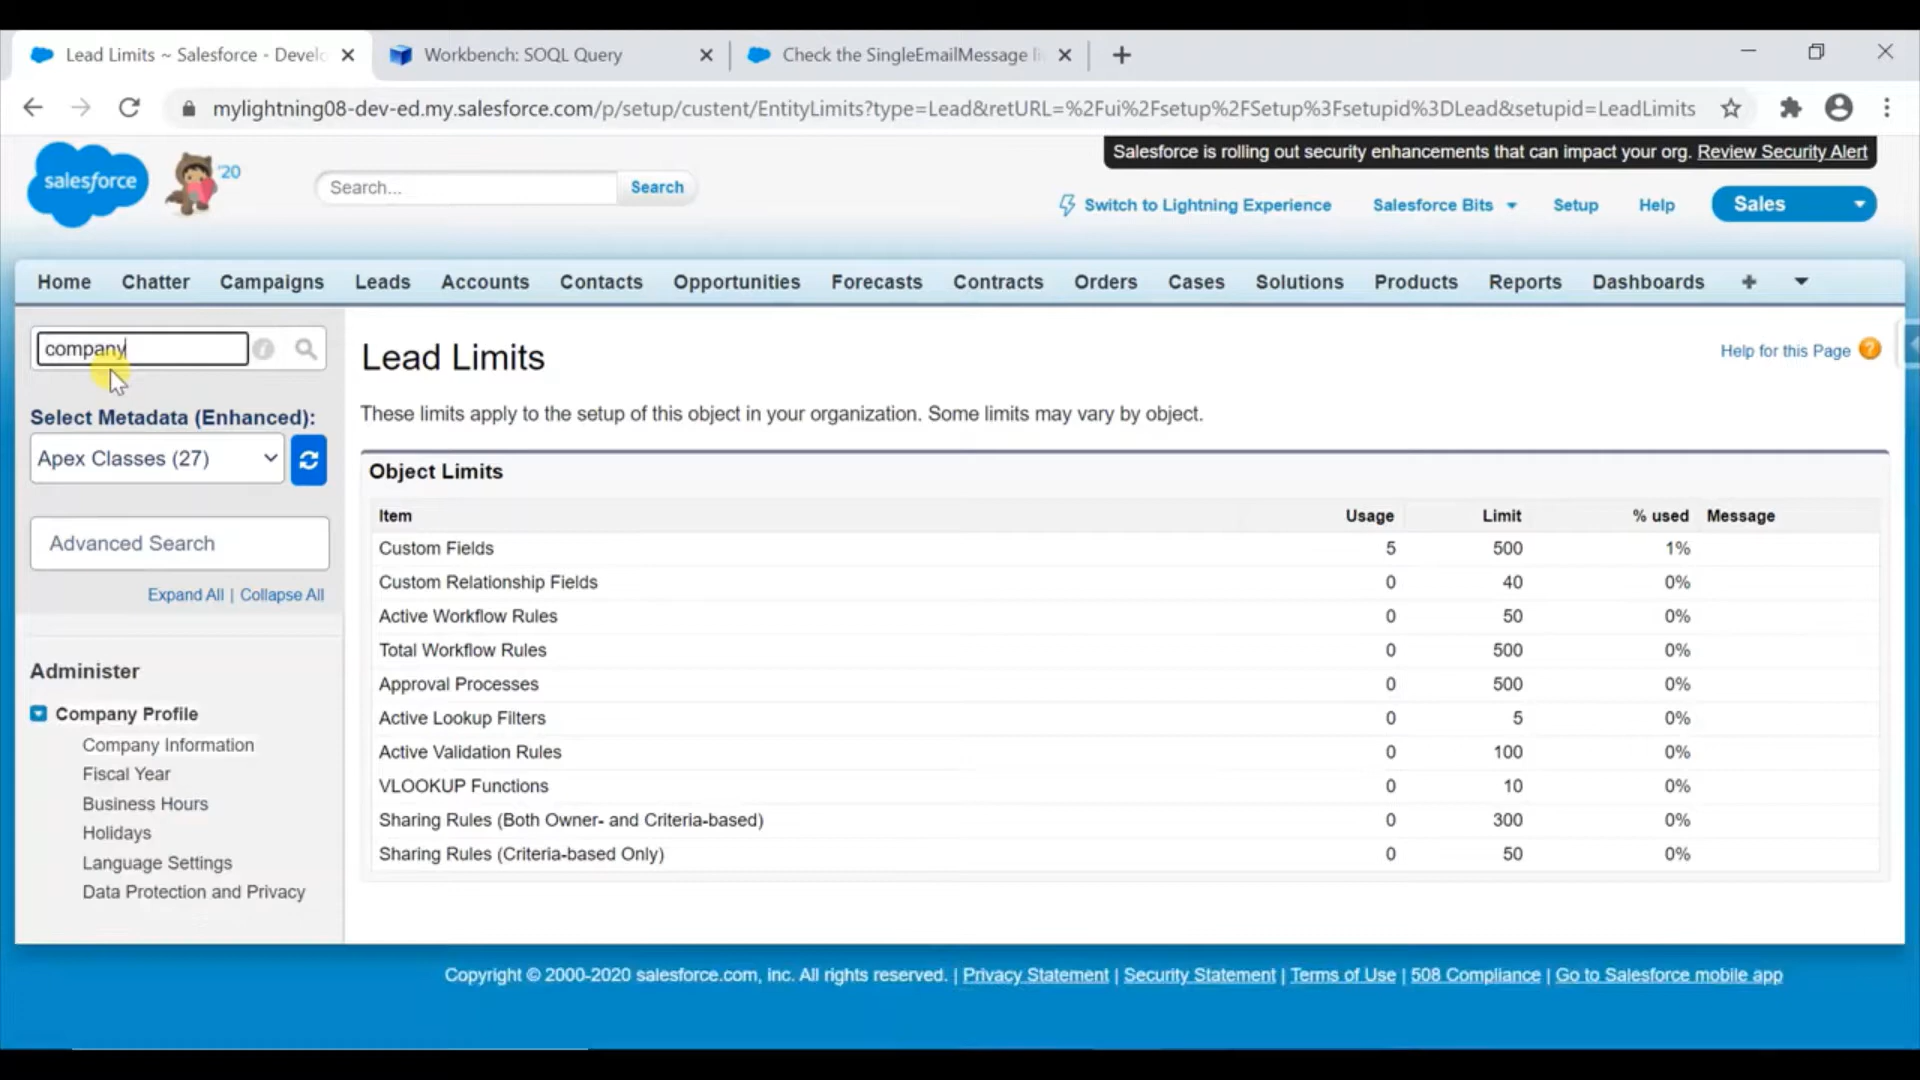 Lead Limits ~ Salesforce - Develo
Workbench: SOQL Query
Check the SingleEmailMessage li
mylightning08-dev-ed.my.salesforce.com/p/setup/custent/EntityLimits?type=Lead&retURL=%2Fui%2Fsetup%2FSetup%3Fsetupid%3DLead&setupid=LeadLimits
salesforce
'20
Search...
Search
Salesforce is rolling out security enhancements that can impact your org. Review Security Alert
Switch to Lightning Experience
Salesforce Bits
Setup
Help
Sales
Home
Chatter
Campaigns
Leads
Accounts
Contacts
Opportunities
Forecasts
Contracts
Orders
Cases
Solutions
Products
Reports
Dashboards
company
Select Metadata (Enhanced):
Apex Classes (27)
Advanced Search
Expand All | Collapse All
Administer
Company Profile
Company Information
Fiscal Year
Business Hours
Holidays
Language Settings
Data Protection and Privacy
Lead Limits
Help for this Page
These limits apply to the setup of this object in your organization. Some limits may vary by object.
Object Limits
Item Usage Limit % used Message
Custom Fields 5 500 1%
Custom Relationship Fields 0 40 0%
Active Workflow Rules 0 50 0%
Total Workflow Rules 0 500 0%
Approval Processes 0 500 0%
Active Lookup Filters 0 5 0%
Active Validation Rules 0 100 0%
VLOOKUP Functions 0 10 0%
Sharing Rules (Both Owner- and Criteria-based) 0 300 0%
Sharing Rules (Criteria-based Only) 0 50 0%
Copyright © 2000-2020 salesforce.com, inc. All rights reserved. | Privacy Statement | Security Statement | Terms of Use | 508 Compliance | Go to Salesforce mobile app